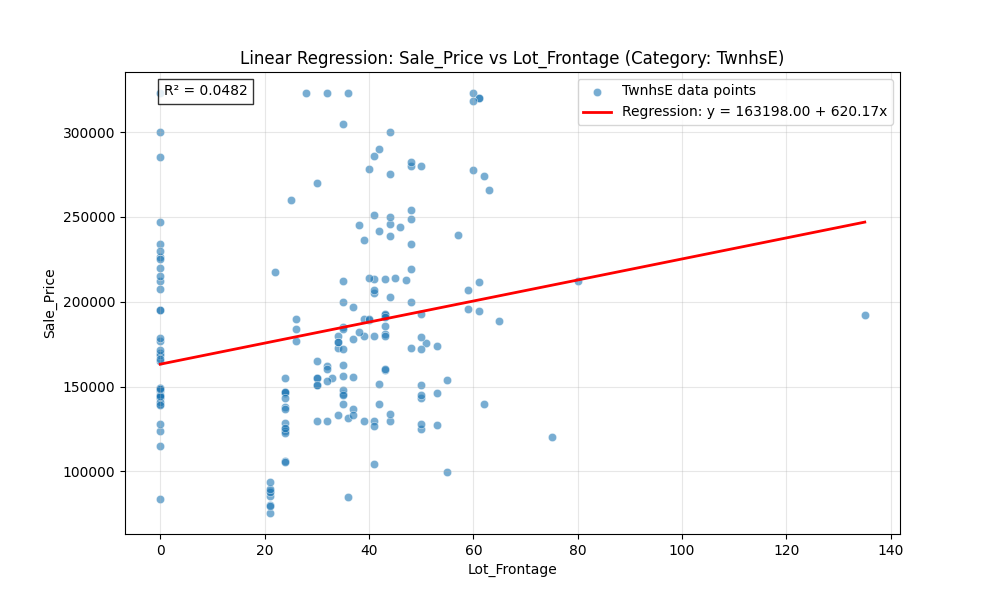 Linear Regression: Sale_Price vs Lot_Frontage (Category: TwnhsE)
R² = 0.0482
TwnhsE data points
Regression: y = 163198.00 + 620.17x
300000
250000
200000
150000
100000
Sale_Price
0 20 40 60 80 100 120 140
Lot_Frontage